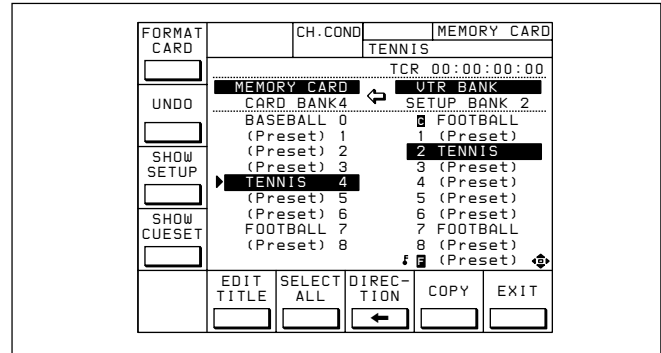 FORMAT CARD
CH.COND
MEMORY CARD
TENNIS
TCR 00:00:00:00
MEMORY CARD
VTR BANK
CARD BANK4
SETUP BANK 2
UNDO
BASEBALL 0
C FOOTBALL
(Preset) 1
1 (Preset)
(Preset) 2
2 TENNIS
(Preset) 3
3 (Preset)
TENNIS 4
4 (Preset)
(Preset) 5
5 (Preset)
(Preset) 6
6 (Preset)
FOOTBALL 7
7 FOOTBALL
(Preset) 8
8 (Preset)
F (Preset)
SHOW
SETUP
SHOW
CUESET
EDIT
TITLE
SELECT
ALL
DIREC-
TION
COPY
EXIT